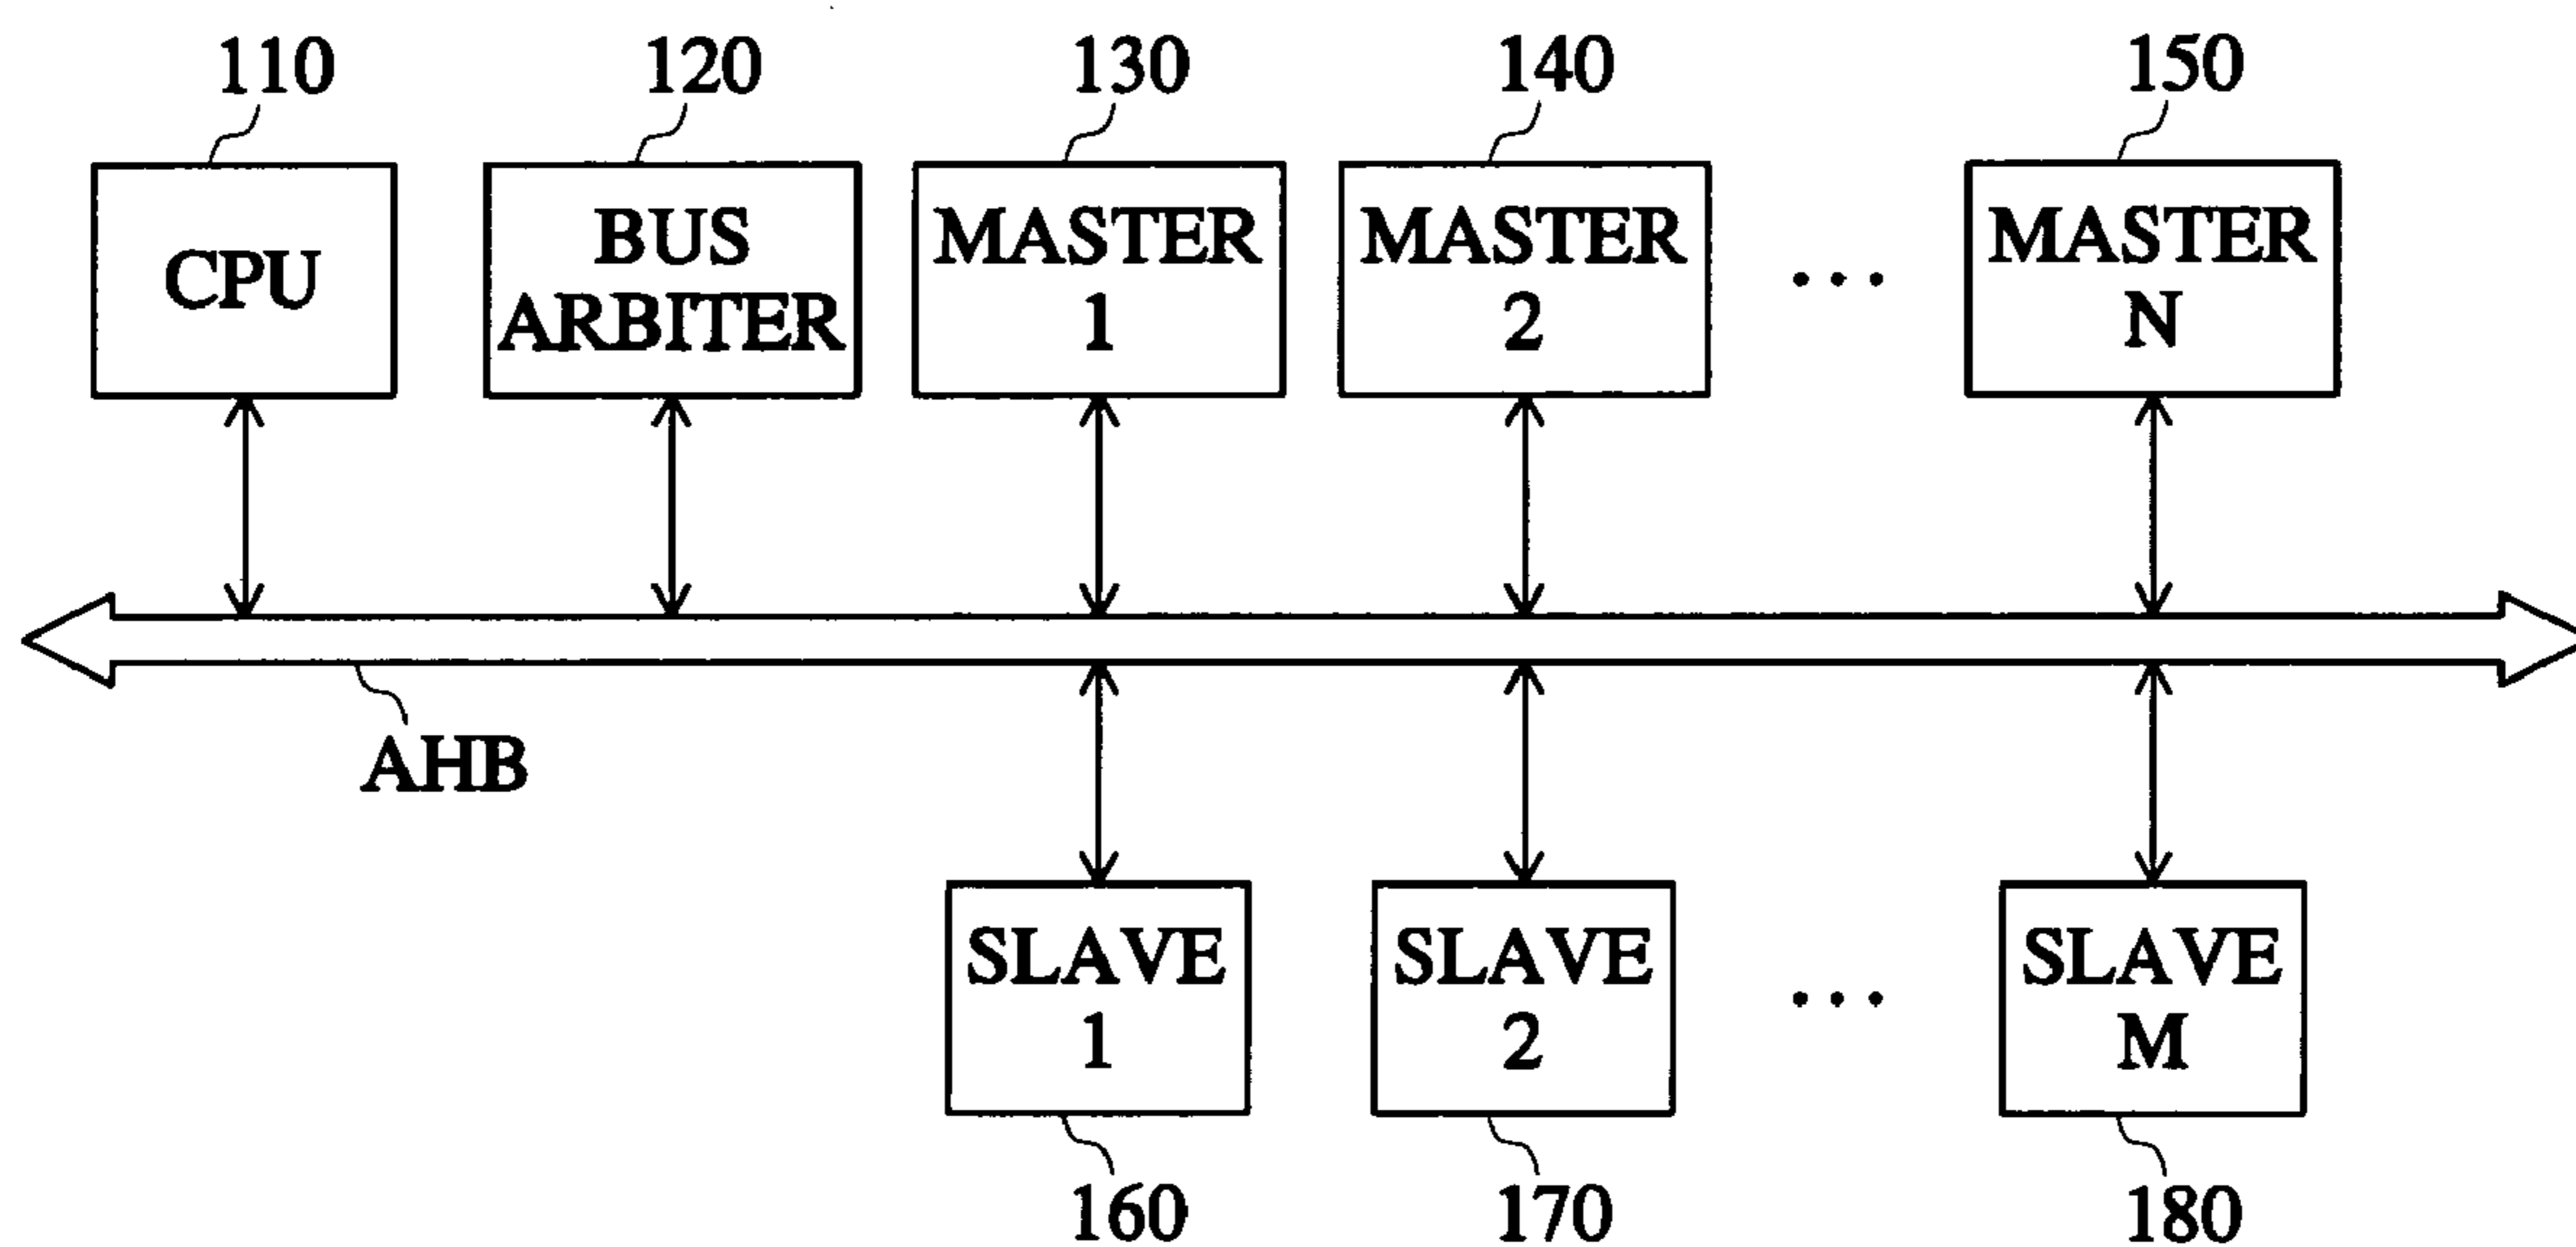 110
120
130
140
150
CPU
BUS
ARBITER
MASTER
1
MASTER
2
...
MASTER
N
AHB
SLAVE
1
SLAVE
2
...
SLAVE
M
160
170
180